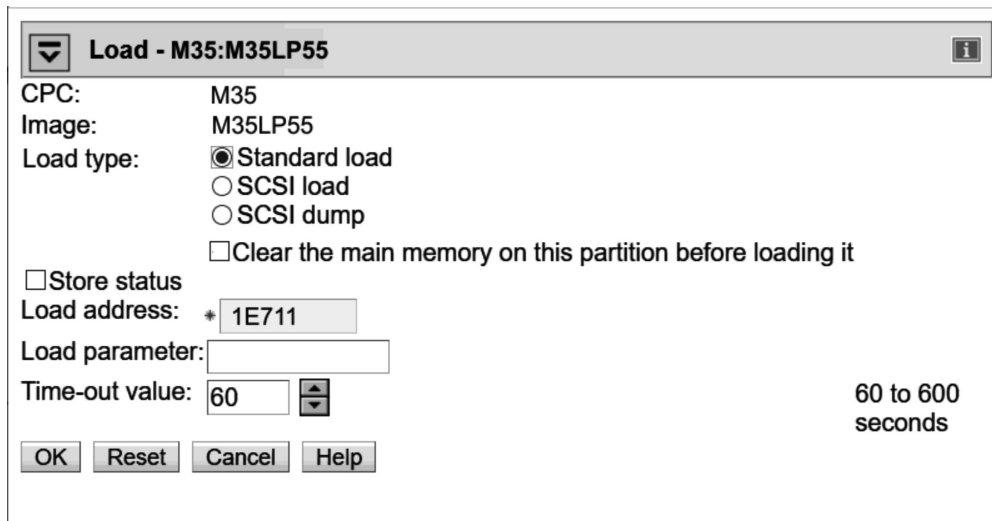 Load - M35:M35LP55
CPC: M35
Image: M35LP55
Load type: Standard load
SCSI load
SCSI dump
Clear the main memory on this partition before loading it
Store status
Load address: * 1E711
Load parameter:
Time-out value: 60 60 to 600
seconds
OK Reset Cancel Help